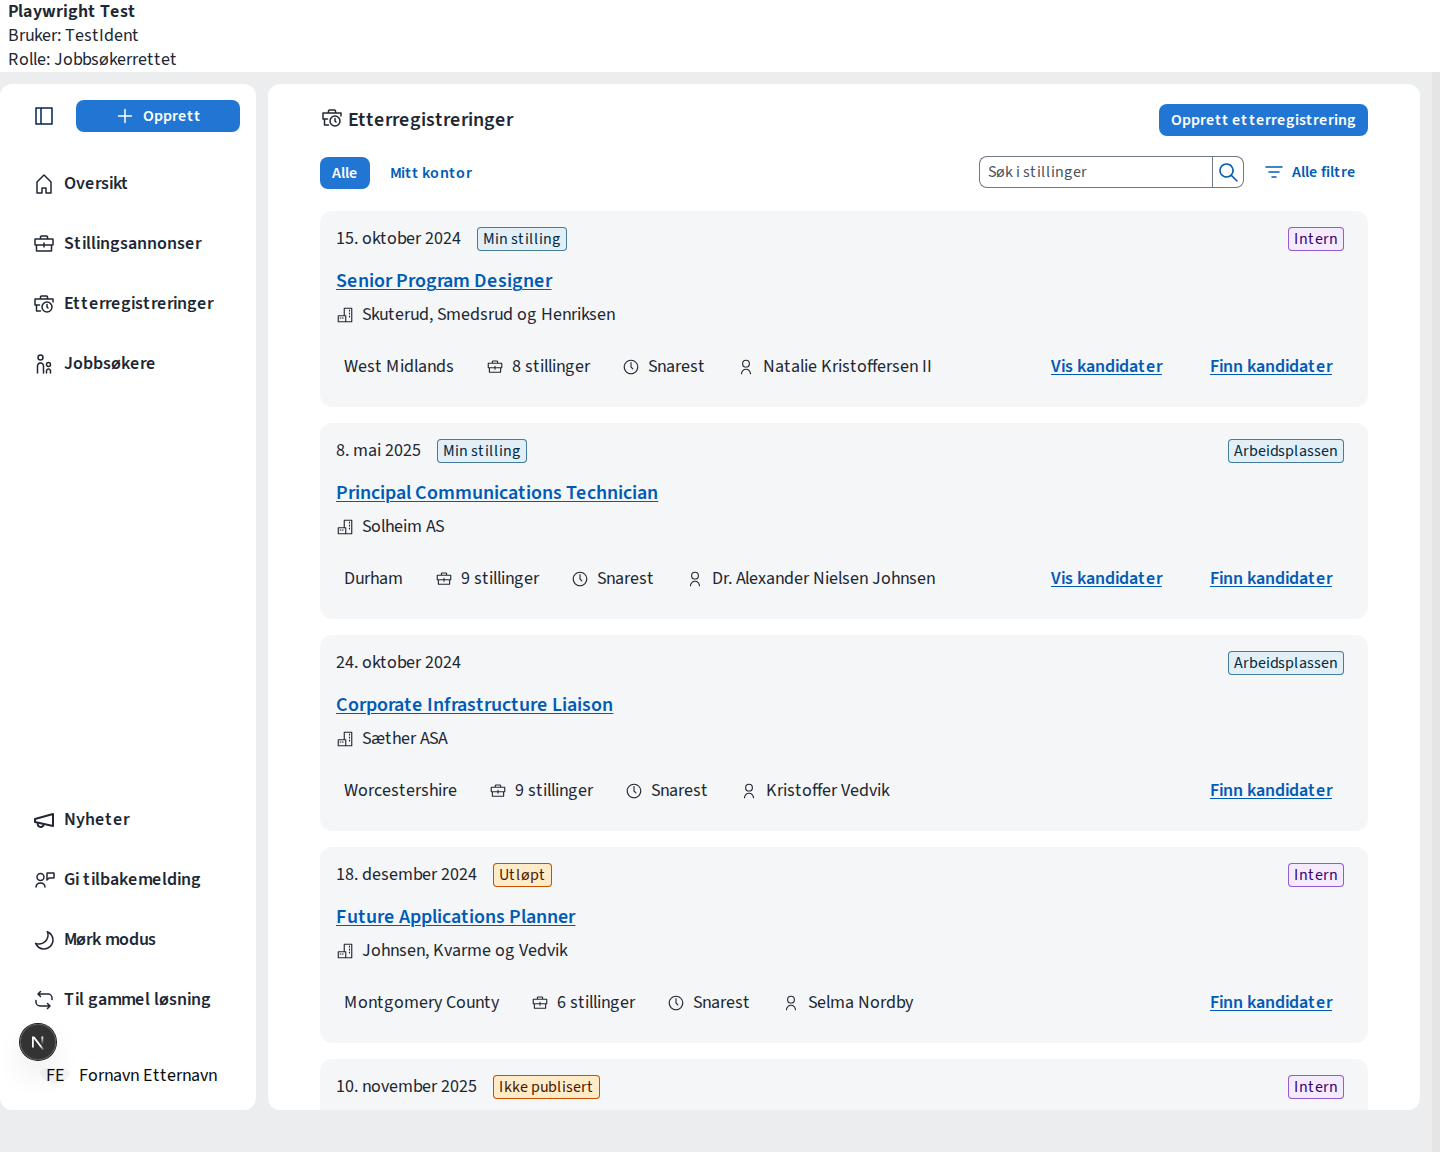 Playwright Test
Bruker: TestIdent
Rolle: Jobbsøkerrettet
Opprett
Oversikt
Stillingsannonser
Etterregistreringer
Jobbsøkere
Nyheter
Gi tilbakemelding
Mørk modus
Til gammel løsning
N
FE Fornavn Etternavn
Etterregistreringer
Opprett etterregistrering
Alle Mitt kontor
Søk i stillinger
Alle filtre
15. oktober 2024 Min stilling Intern
Senior Program Designer
Skuterud, Smedsrud og Henriksen
West Midlands 8 stillinger Snarest Natalie Kristoffersen II Vis kandidater Finn kandidater
8. mai 2025 Min stilling Arbeidsplassen
Principal Communications Technician
Solheim AS
Durham 9 stillinger Snarest Dr. Alexander Nielsen Johnsen Vis kandidater Finn kandidater
24. oktober 2024 Arbeidsplassen
Corporate Infrastructure Liaison
Sæther ASA
Worcestershire 9 stillinger Snarest Kristoffer Vedvik Finn kandidater
18. desember 2024 Utløpt Intern
Future Applications Planner
Johnsen, Kvarme og Vedvik
Montgomery County 6 stillinger Snarest Selma Nordby Finn kandidater
10. november 2025 Ikke publisert Intern